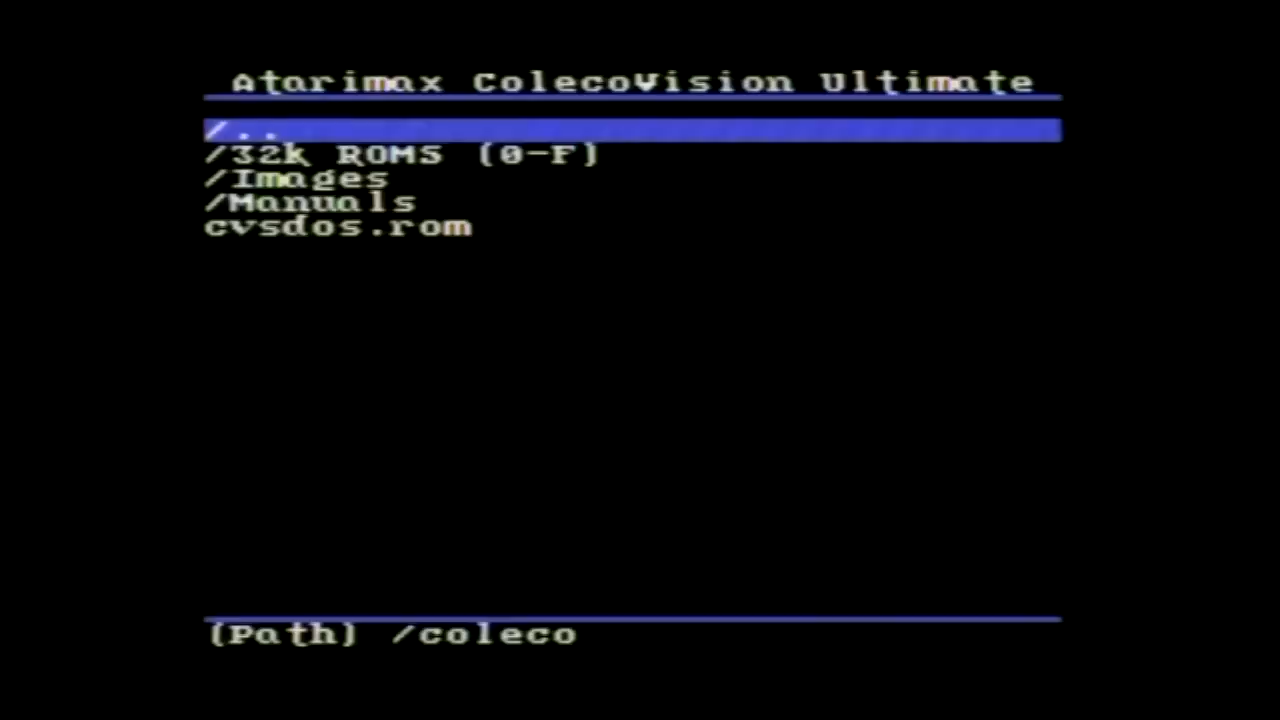 Atarimax ColecoVision Ultimate
/..
/32k ROMS (0-F)
/Images
/Manuals
cvsdos.rom
(Path) /coleco